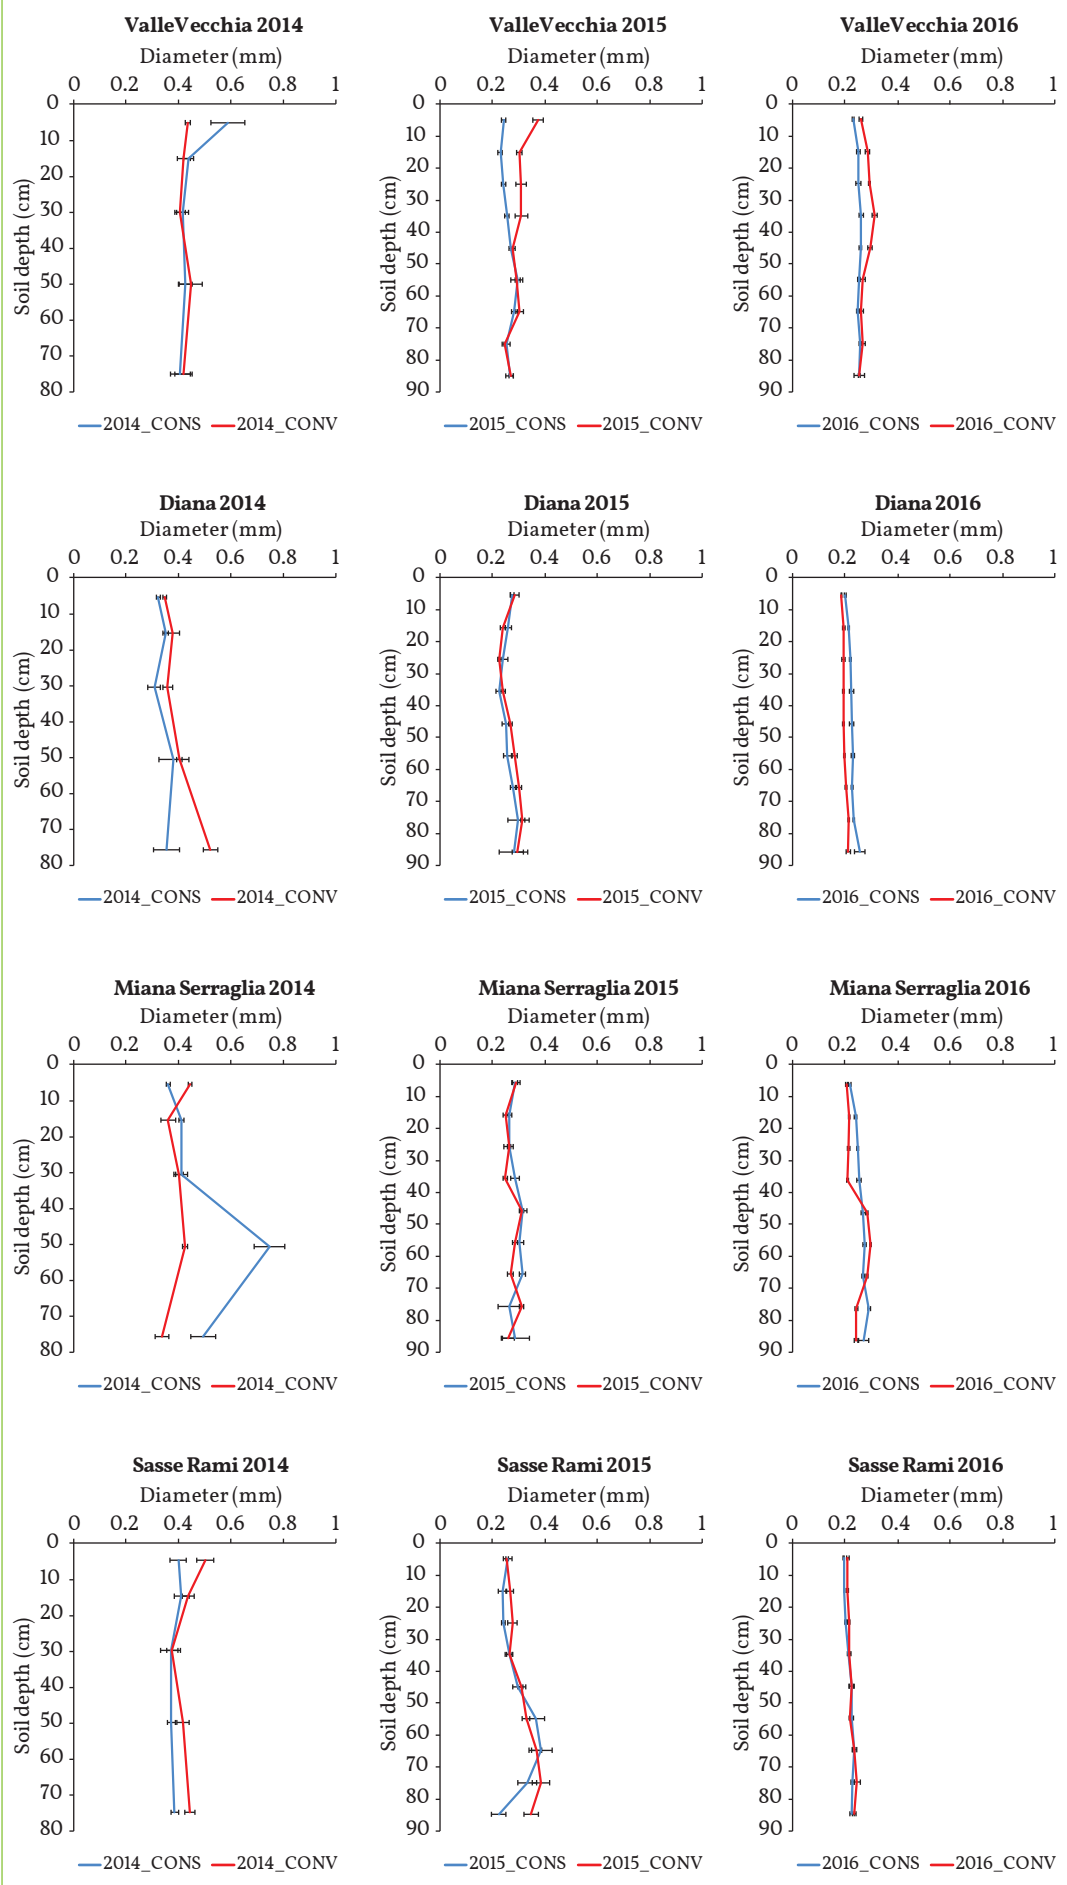 ValleVecchia 2014
Diameter (mm)
0 0.2 0.4 0.6 0.8 1
Soil depth (cm)
0
10
20
30
40
50
60
70
80
2014_CONS 2014_CONV
ValleVecchia 2015
Diameter (mm)
0 0.2 0.4 0.6 0.8 1
Soil depth (cm)
0
10
20
30
40
50
60
70
80
90
2015_CONS 2015_CONV
ValleVecchia 2016
Diameter (mm)
0 0.2 0.4 0.6 0.8 1
Soil depth (cm)
0
10
20
30
40
50
60
70
80
90
2016_CONS 2016_CONV
Diana 2014
Diameter (mm)
0 0.2 0.4 0.6 0.8 1
Soil depth (cm)
0
10
20
30
40
50
60
70
80
2014_CONS 2014_CONV
Diana 2015
Diameter (mm)
0 0.2 0.4 0.6 0.8 1
Soil depth (cm)
0
10
20
30
40
50
60
70
80
90
2015_CONS 2015_CONV
Diana 2016
Diameter (mm)
0 0.2 0.4 0.6 0.8 1
Soil depth (cm)
0
10
20
30
40
50
60
70
80
90
2016_CONS 2016_CONV
Miana Serraglia 2014
Diameter (mm)
0 0.2 0.4 0.6 0.8 1
Soil depth (cm)
0
10
20
30
40
50
60
70
80
2014_CONS 2014_CONV
Miana Serraglia 2015
Diameter (mm)
0 0.2 0.4 0.6 0.8 1
Soil depth (cm)
0
10
20
30
40
50
60
70
80
90
2015_CONS 2015_CONV
Miana Serraglia 2016
Diameter (mm)
0 0.2 0.4 0.6 0.8 1
Soil depth (cm)
0
10
20
30
40
50
60
70
80
90
2016_CONS 2016_CONV
Sasse Rami 2014
Diameter (mm)
0 0.2 0.4 0.6 0.8 1
Soil depth (cm)
0
10
20
30
40
50
60
70
80
2014_CONS 2014_CONV
Sasse Rami 2015
Diameter (mm)
0 0.2 0.4 0.6 0.8 1
Soil depth (cm)
0
10
20
30
40
50
60
70
80
90
2015_CONS 2015_CONV
Sasse Rami 2016
Diameter (mm)
0 0.2 0.4 0.6 0.8 1
Soil depth (cm)
0
10
20
30
40
50
60
70
80
90
2016_CONS 2016_CONV